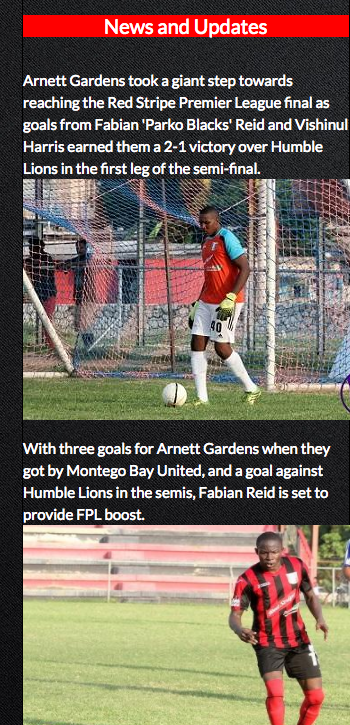 News and Updates
Arnett Gardens took a giant step towards
reaching the Red Stripe Premier League final as
goals from Fabian 'Parko Blacks' Reid and Vishinul
Harris earned them a 2-1 victory over Humble
Lions in the first leg of the semi-final.
40
With three goals for Arnett Gardens when they
got by Montego Bay United, and a goal against
Humble Lions in the semis, Fabian Reid is set to
provide FPL boost.